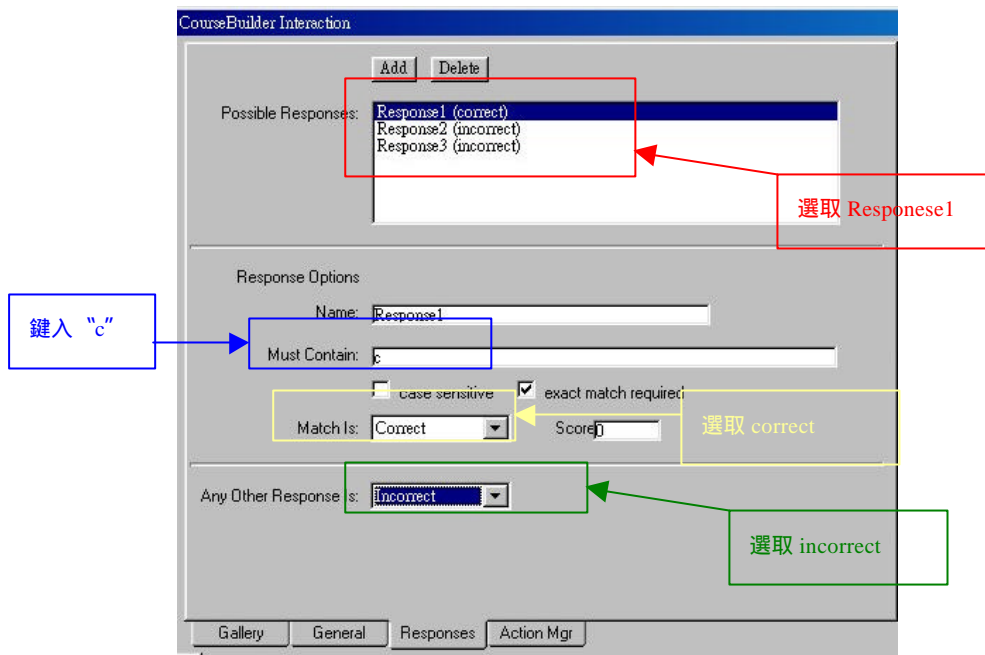 CourseBuilder Interaction
Add Delete
Possible Responses:
Response1 (correct)
Response2 (incorrect)
Response3 (incorrect)
選取 Responese1
Response Options
Name: Response1
鍵入〝c〞
Must Contain: c
case sensitive exact match required
Match Is: Correct Score 0
選取 correct
Any Other Response Is: Incorrect
選取 incorrect
Gallery General Responses Action Mgr